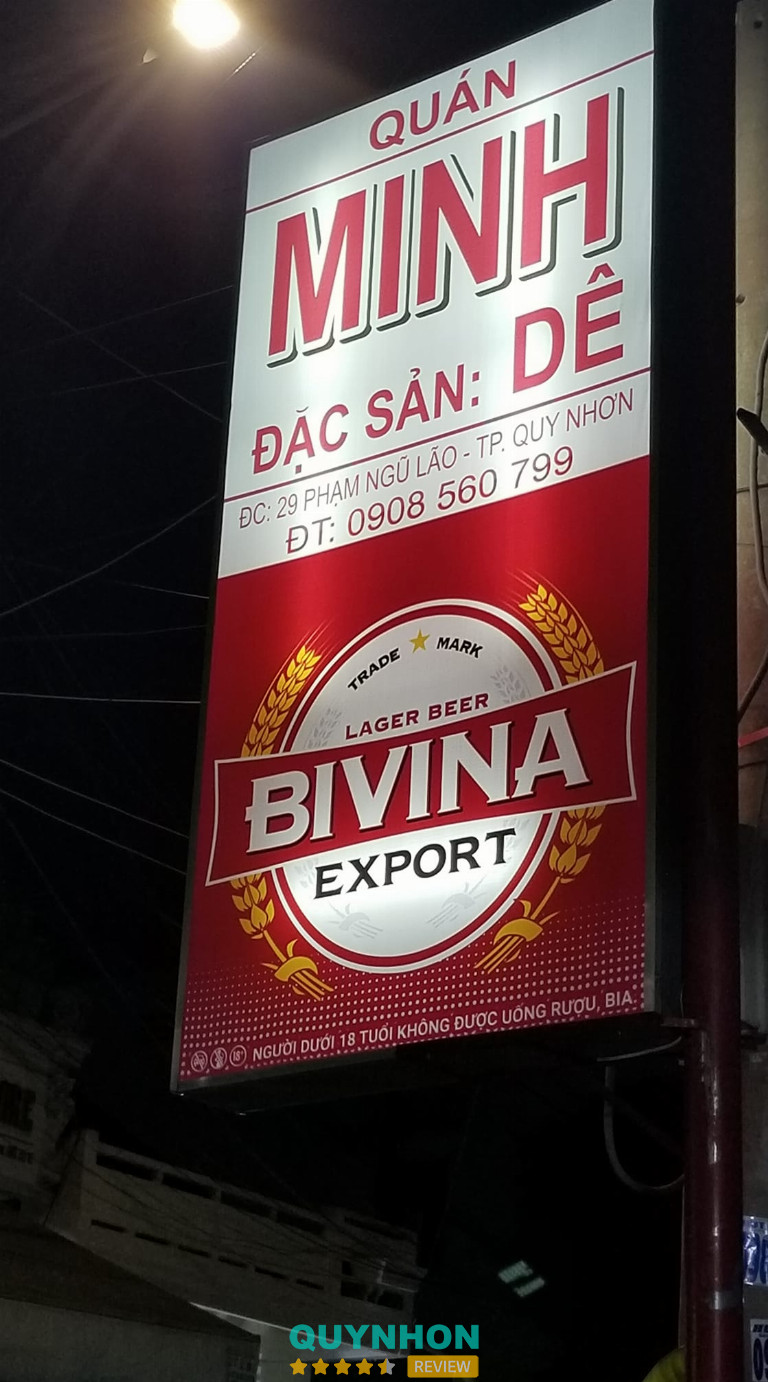 QUÁN
MINH
ĐẶC SẢN: DÊ
ĐC: 29 PHẠM NGŨ LÃO - TP. QUY NHƠN
ĐT: 0908 560 799
TRADE MARK
LAGER BEER
BIVINA
EXPORT
18+ NGƯỜI DƯỚI 18 TUỔI KHÔNG ĐƯỢC UỐNG RƯỢU, BIA.
QUYNHON
REVIEW